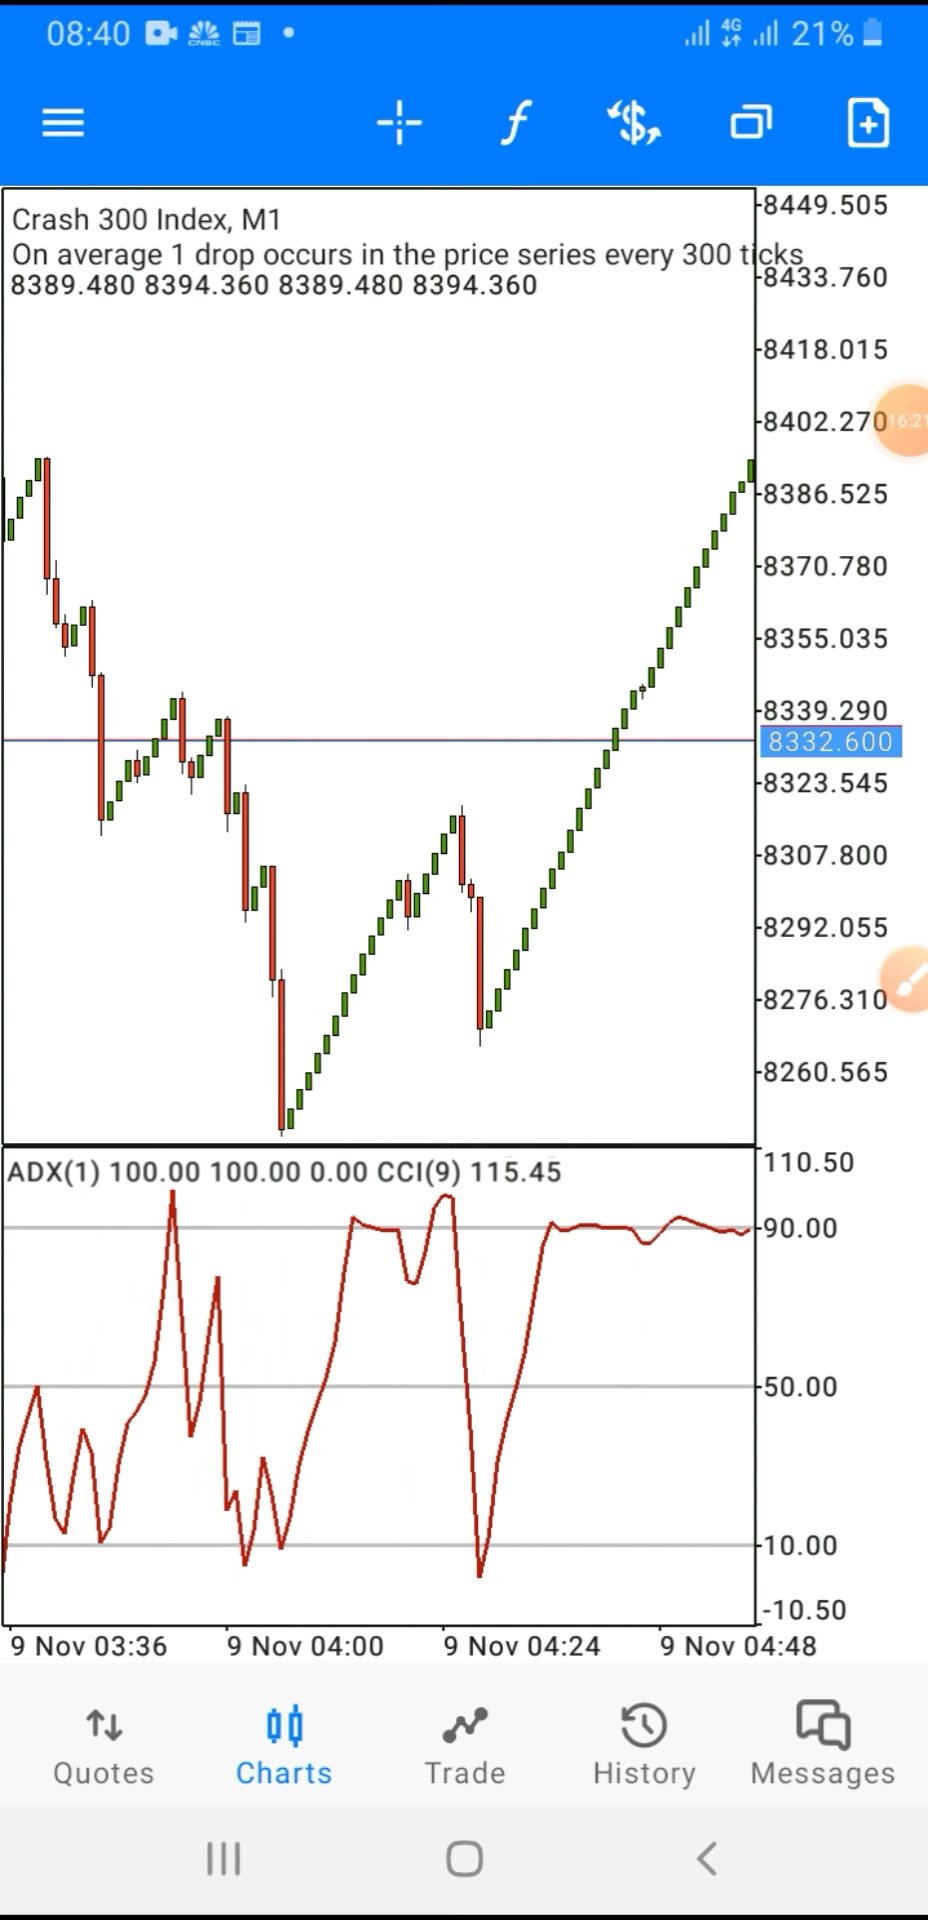 08:40
CNBC
4G
21%
Crash 300 Index, M1
On average 1 drop occurs in the price series every 300 ticks
8389.480 8394.360 8389.480 8394.360
8449.505
8433.760
8418.015
8402.270
16:21
8386.525
8370.780
8355.035
8339.290
8332.600
8323.545
8307.800
8292.055
8276.310
8260.565
ADX(1) 100.00 100.00 0.00 CCI(9) 115.45
110.50
90.00
50.00
10.00
-10.50
9 Nov 03:36 9 Nov 04:00 9 Nov 04:24 9 Nov 04:48
Quotes Charts Trade History Messages